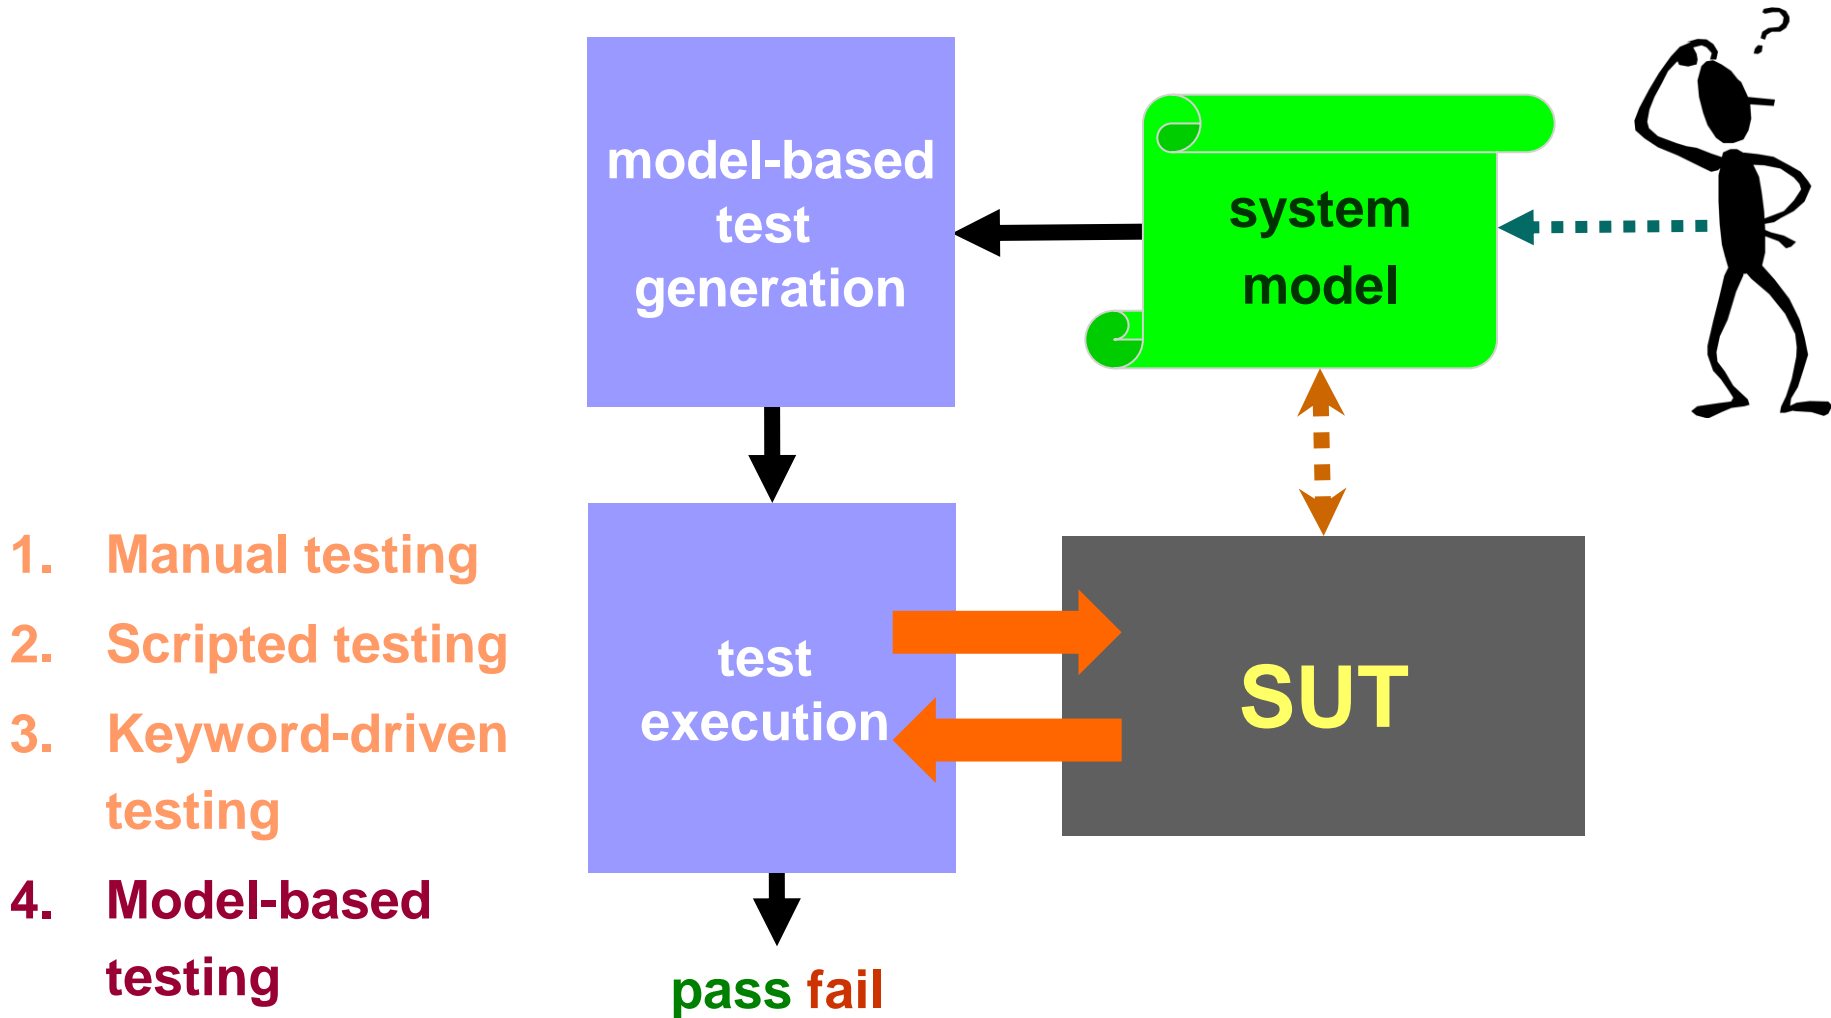 ?
model-based
test
generation
system
model
1. Manual testing
2. Scripted testing
3. Keyword-driven
testing
4. Model-based
testing
test
execution
SUT
pass fail